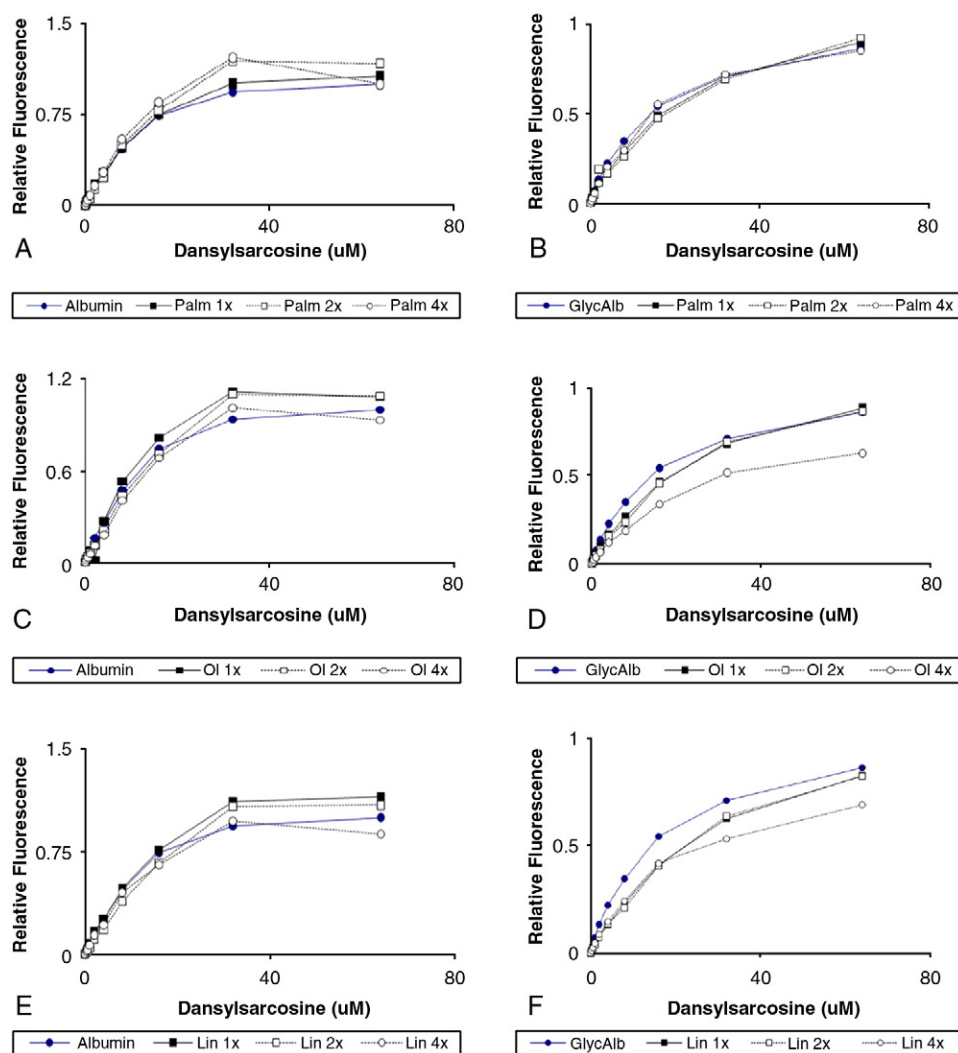 1.5
0.75
0
Relative Fluorescence
0 40 80
Dansylsarcosine (uM)
A
Albumin Palm 1x Palm 2x Palm 4x
1
0.5
0
Relative Fluorescence
0 40 80
Dansylsarcosine (uM)
B
GlycAlb Palm 1x Palm 2x Palm 4x
1.2
0.6
0
Relative Fluorescence
0 40 80
Dansylsarcosine (uM)
C
Albumin Ol 1x Ol 2x Ol 4x
1
0.5
0
Relative Fluorescence
0 40 80
Dansylsarcosine (uM)
D
GlycAlb Ol 1x Ol 2x Ol 4x
1.5
0.75
0
Relative Fluorescence
0 40 80
Dansylsarcosine (uM)
E
Albumin Lin 1x Lin 2x Lin 4x
1
0.5
0
Relative Fluorescence
0 40 80
Dansylsarcosine (uM)
F
GlycAlb Lin 1x Lin 2x Lin 4x